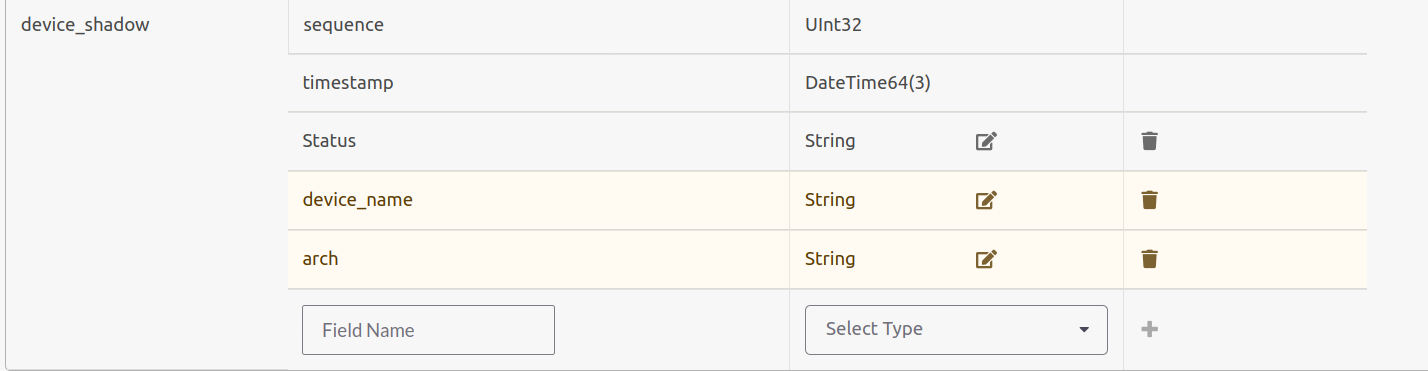 device_shadow sequence UInt32
timestamp DateTime64(3)
Status String
device_name String
arch String
Field Name Select Type